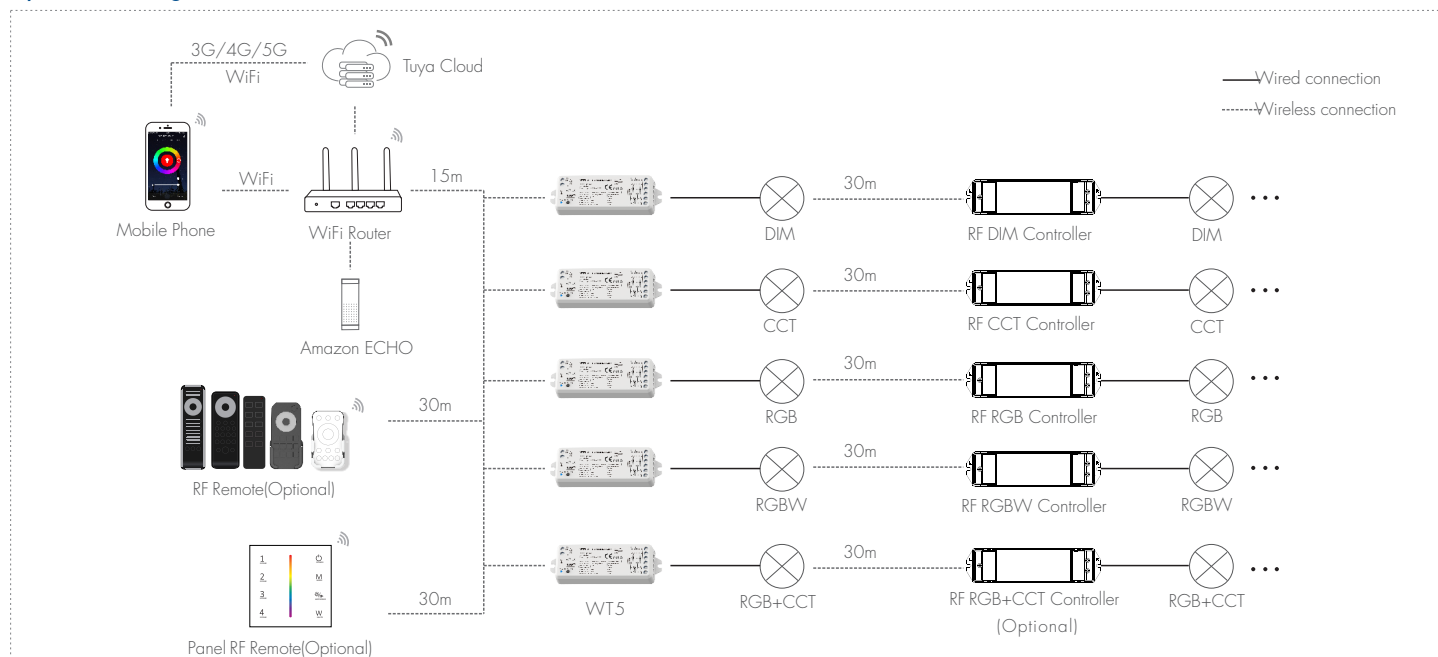 3G/4G/5G
WiFi
Tuya Cloud
Wired connection
Wireless connection
WiFi
15m
Mobile Phone
WiFi Router
Amazon ECHO
30m
RF Remote(Optional)
1
2
3
4
M
W
30m
Panel RF Remote(Optional)
DIM
30m
RF DIM Controller
DIM
CCT
30m
RF CCT Controller
CCT
RGB
30m
RF RGB Controller
RGB
RGBW
30m
RF RGBW Controller
RGBW
WT5
RGB+CCT
30m
RF RGB+CCT Controller
(Optional)
RGB+CCT